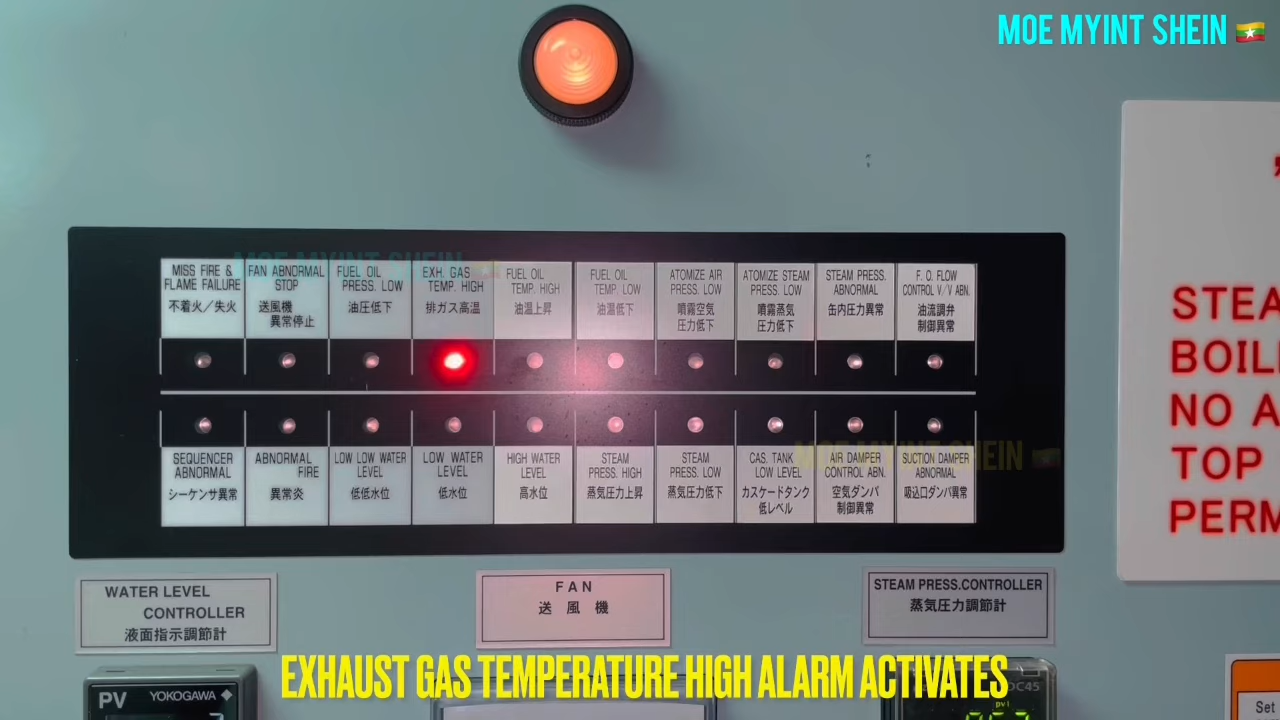 MOE MYINT SHEIN
MISS FIRE &
FLAME FAILURE
不着火/失火
FAN ABNORMAL
STOP
送風機
異常停止
FUEL OIL
PRESS. LOW
油圧低下
EXH. GAS
TEMP. HIGH
排ガス高温
FUEL OIL
TEMP. HIGH
油温上昇
FUEL OIL
TEMP. LOW
油温低下
ATOMIZE AIR
PRESS. LOW
噴霧空気
圧力低下
ATOMIZE STEAM
PRESS. LOW
噴霧蒸気
圧力低下
STEAM PRESS.
ABNORMAL
缶内圧力異常
F. O. FLOW
CONTROL V/V ABN.
油流調弁
制御異常
MOE MYINT SHEIN
SEQUENCER
ABNORMAL
シーケンサ異常
ABNORMAL
FIRE
異常炎
LOW LOW WATER
LEVEL
低低水位
LOW WATER
LEVEL
低水位
HIGH WATER
LEVEL
高水位
STEAM
PRESS. HIGH
蒸気圧力上昇
STEAM
PRESS. LOW
蒸気圧力低下
CAS. TANK
LOW LEVEL
カスケードタンク
低レベル
AIR DAMPER
CONTROL ABN.
空気ダンパ
制御異常
SUCTION DAMPER
ABNORMAL
吸込口ダンパ異常
MOE MYINT SHEIN
STEA
BOIL
NO A
TOP
PERM
WATER LEVEL
CONTROLLER
液面指示調節計
FAN
送風機
STEAM PRESS.CONTROLLER
蒸気圧力調節計
EXHAUST GAS TEMPERATURE HIGH ALARM ACTIVATES
PV YOKOGAWA
DC45
pv
Set